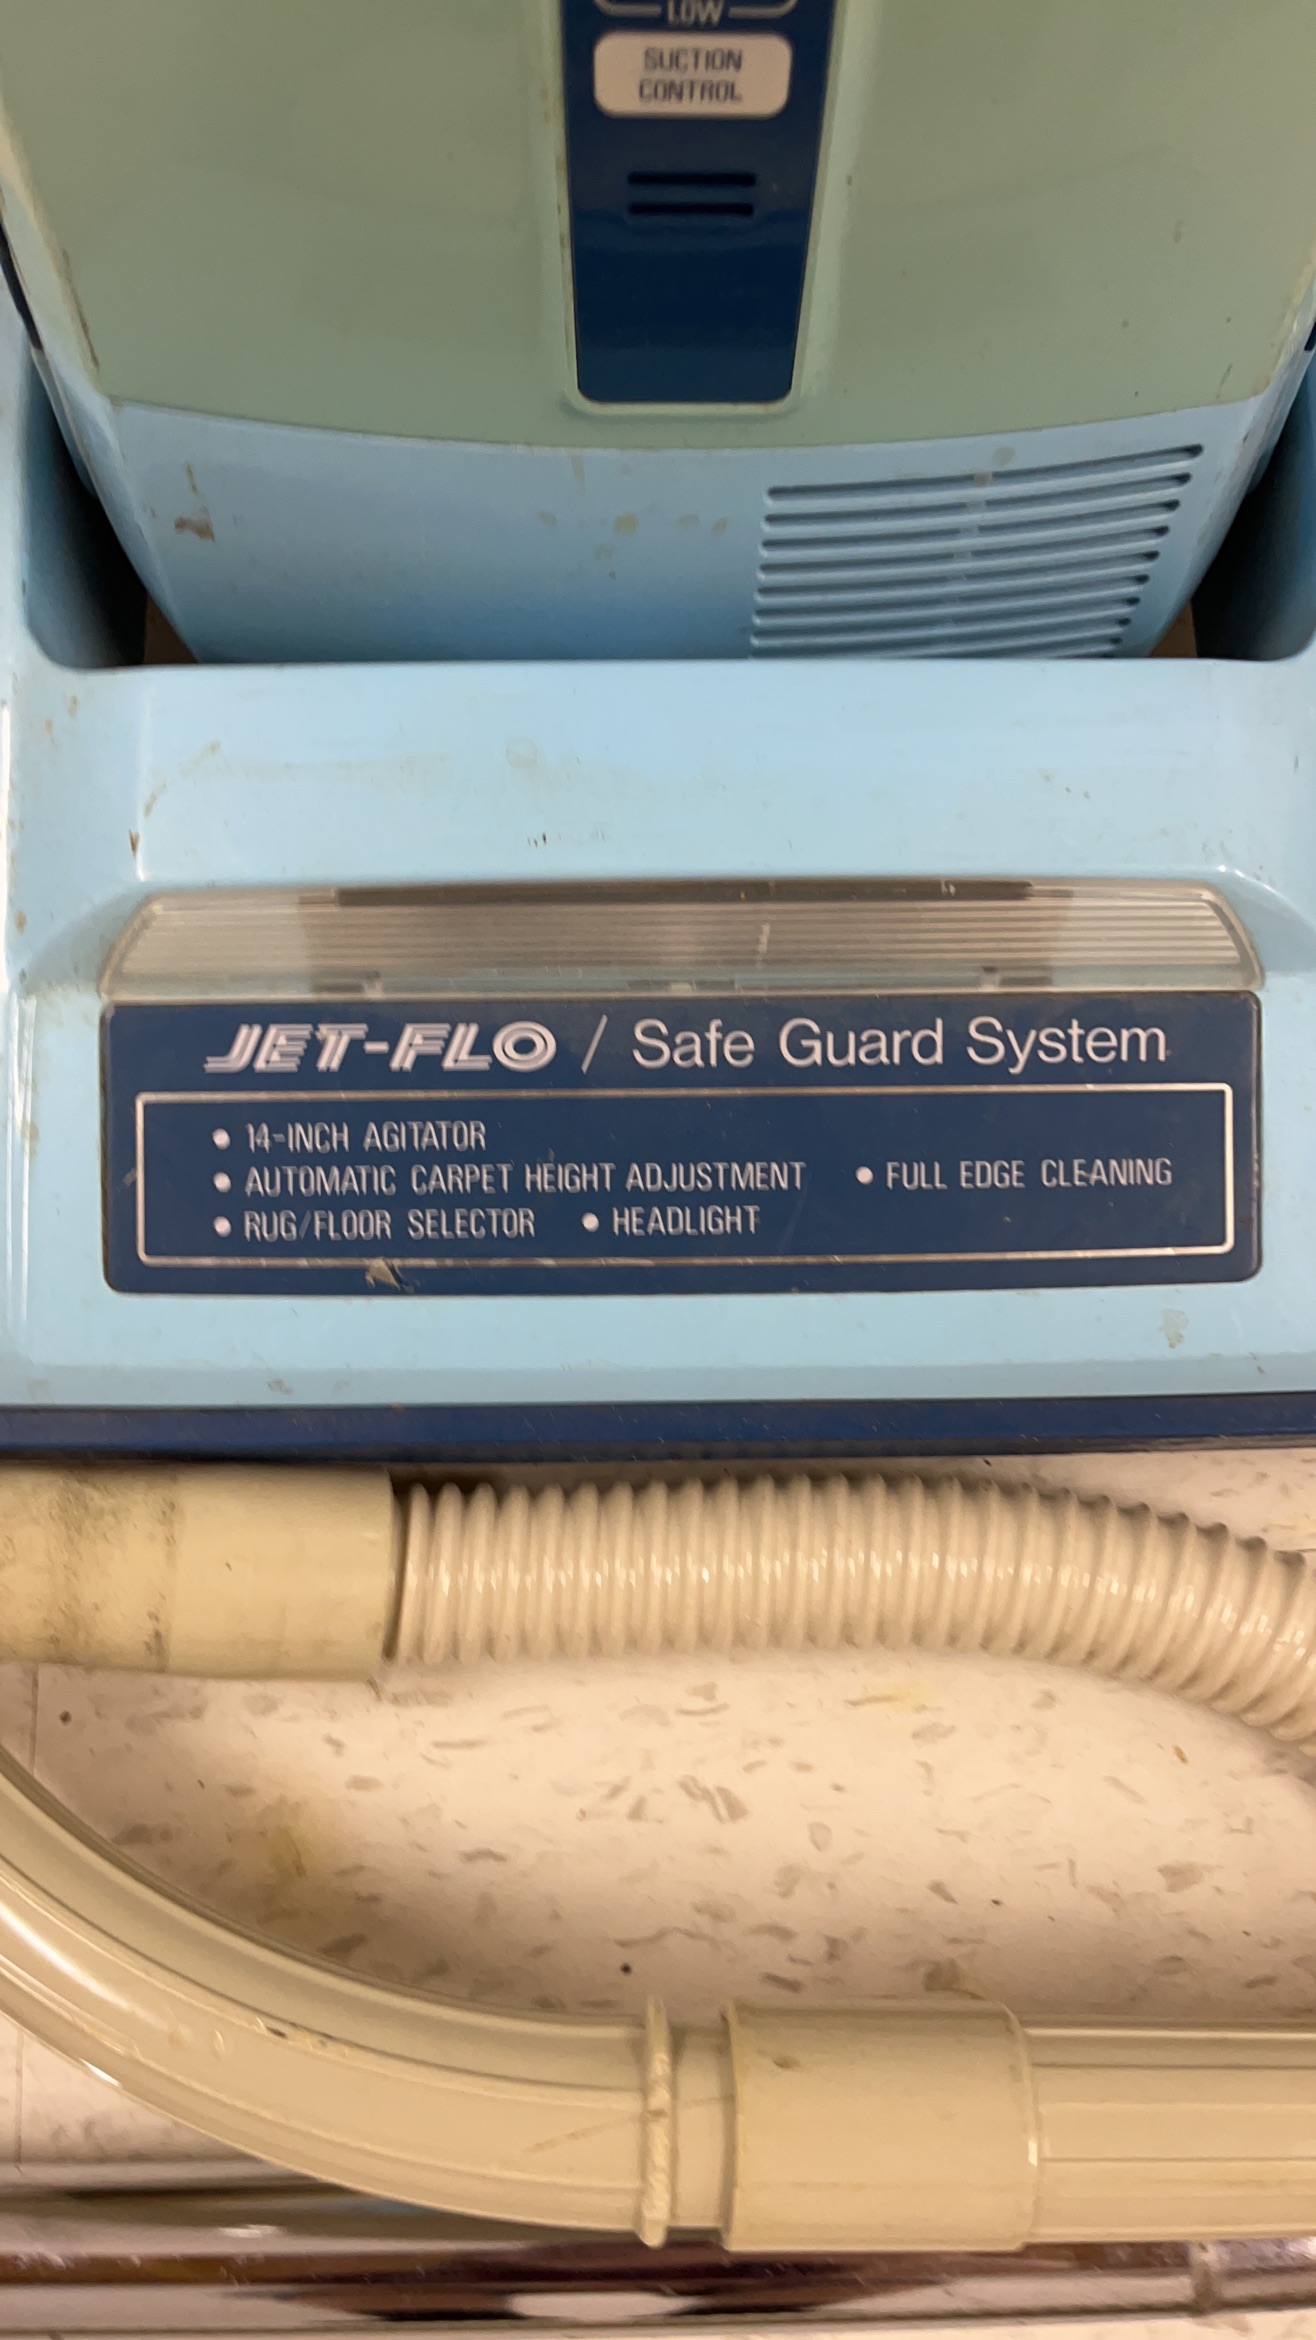 LOW
SUCTION
CONTROL
JET-FLO / Safe Guard System
• 14-INCH AGITATOR
• AUTOMATIC CARPET HEIGHT ADJUSTMENT • FULL EDGE CLEANING
• RUG/FLOOR SELECTOR • HEADLIGHT